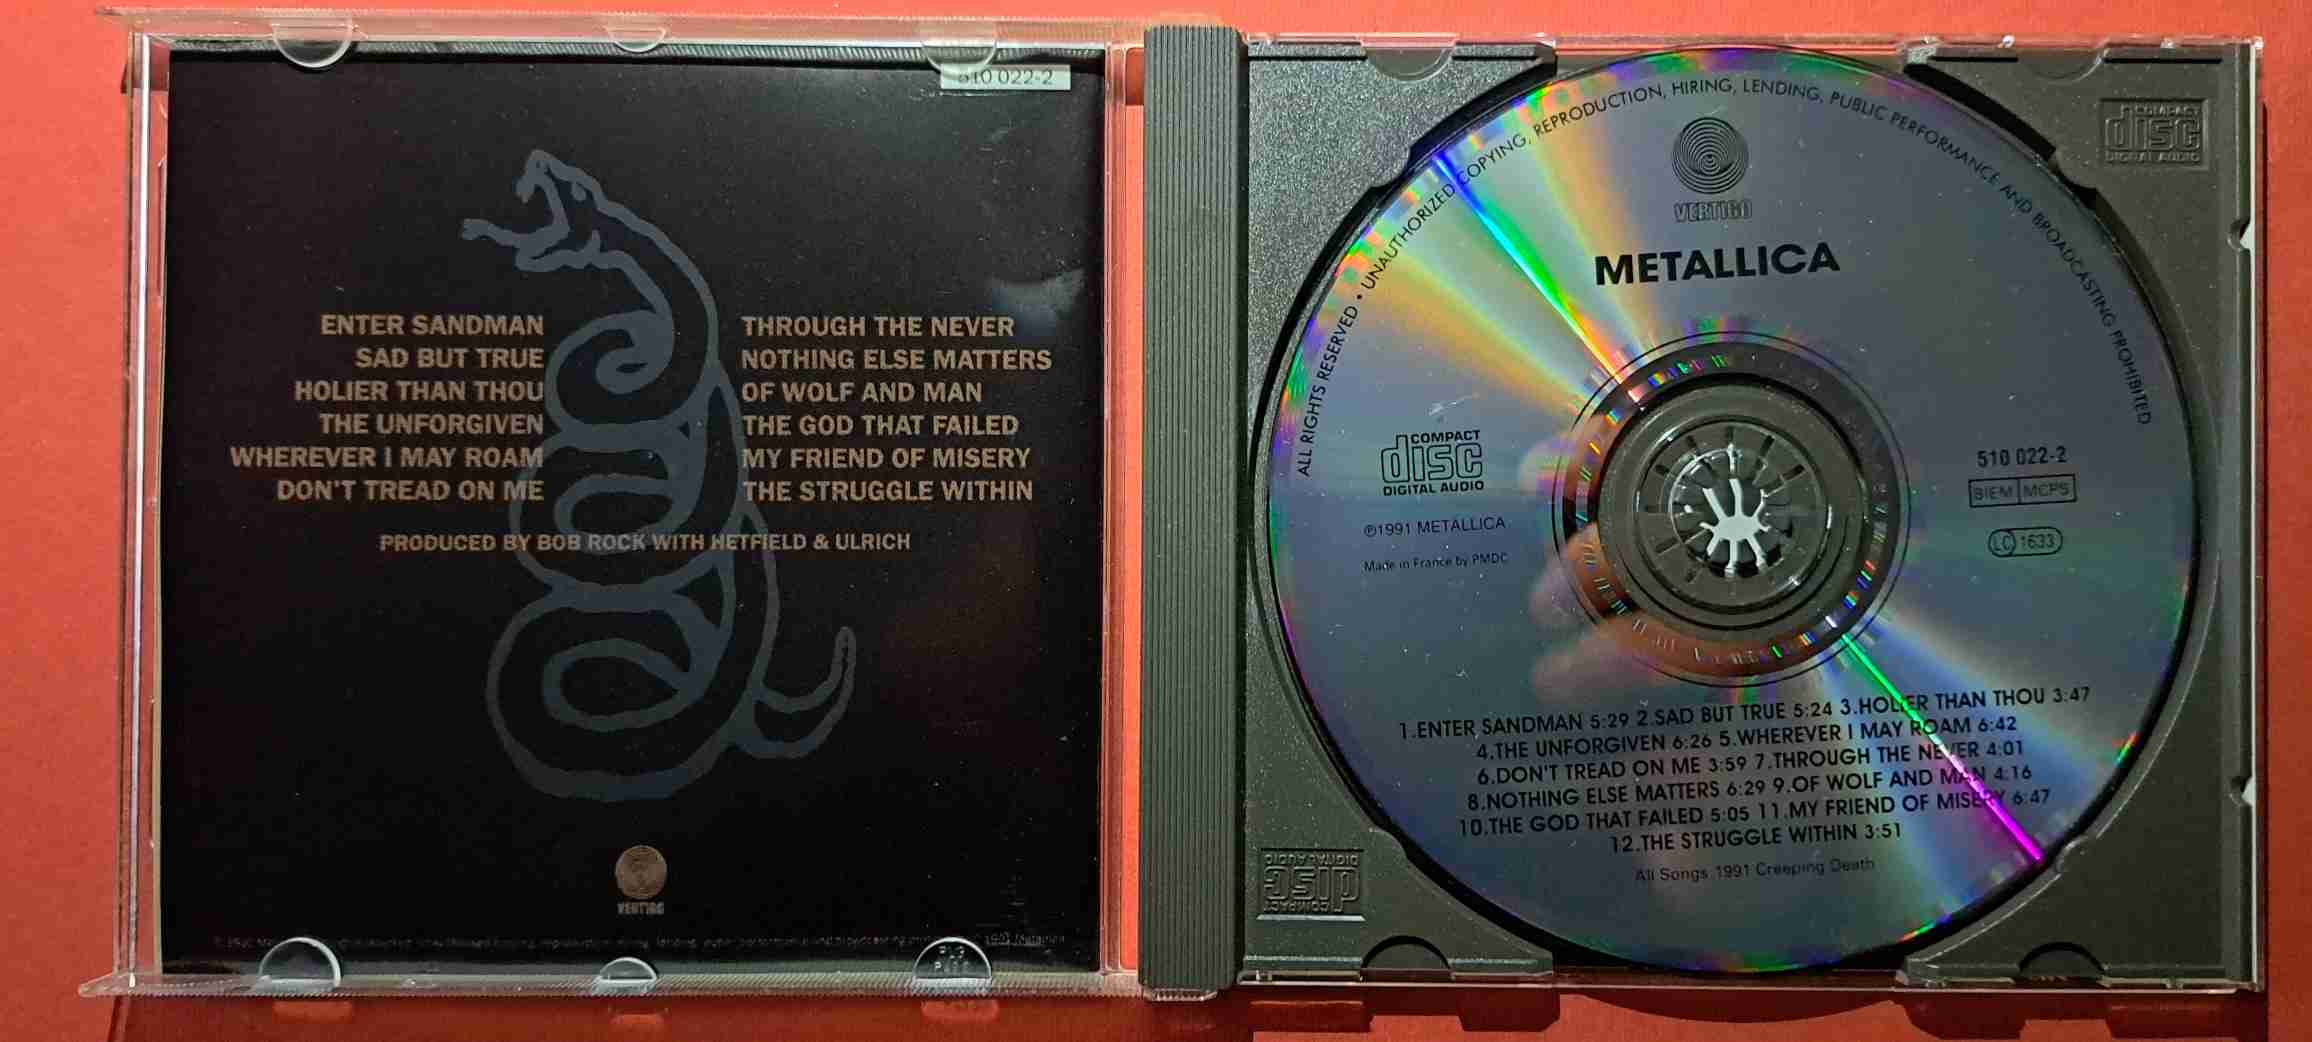 510 022-2
ENTER SANDMAN
SAD BUT TRUE
HOLIER THAN THOU
THE UNFORGIVEN
WHEREVER I MAY ROAM
DON'T TREAD ON ME
THROUGH THE NEVER
NOTHING ELSE MATTERS
OF WOLF AND MAN
THE GOD THAT FAILED
MY FRIEND OF MISERY
THE STRUGGLE WITHIN
PRODUCED BY BOB ROCK WITH HETFIELD & ULRICH
VERTIGO
COMPACT
disc
DIGITAL AUDIO
ALL RIGHTS RESERVED • UNAUTHORIZED COPYING, REPRODUCTION, HIRING, LENDING, PUBLIC PERFORMANCE AND BROADCASTING PROHIBITED
VERTIGO
METALLICA
COMPACT
disc
DIGITAL AUDIO
℗1991 METALLICA
Made in France by PMDC
510 022-2
BIEM MCPS
LC 1633
1.ENTER SANDMAN 5:29 2.SAD BUT TRUE 5:24 3.HOLIER THAN THOU 3:47
4.THE UNFORGIVEN 6:26 5.WHEREVER I MAY ROAM 6:42
6.DON'T TREAD ON ME 3:59 7.THROUGH THE NEVER 4:01
8.NOTHING ELSE MATTERS 6:29 9.OF WOLF AND MAN 4:16
10.THE GOD THAT FAILED 5:05 11.MY FRIEND OF MISERY 6:47
12.THE STRUGGLE WITHIN 3:51
All Songs 1991 Creeping Death
COMPACT
disc
DIGITAL AUDIO